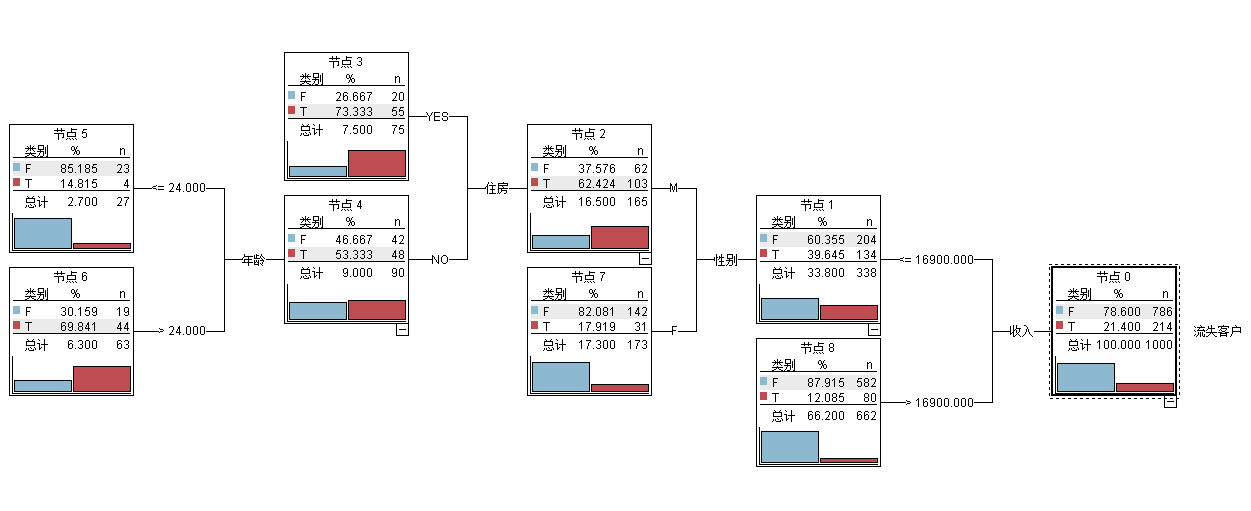 节点 3
类别 % n
F 26.667 20
T 73.333 55
总计 7.500 75
YES
节点 5
类别 % n
F 85.185 23
T 14.815 4
总计 2.700 27
<= 24.000
节点 2
类别 % n
F 37.576 62
T 62.424 103
总计 16.500 165
住房
M
节点 4
类别 % n
F 46.667 42
T 53.333 48
总计 9.000 90
年龄
NO
节点 1
类别 % n
F 60.355 204
T 39.645 134
总计 33.800 338
性别
<= 16900.000
节点 6
类别 % n
F 30.159 19
T 69.841 44
总计 6.300 63
> 24.000
节点 7
类别 % n
F 82.081 142
T 17.919 31
总计 17.300 173
F
节点 0
类别 % n
F 78.600 786
T 21.400 214
总计 100.000 1000
收入
流失客户
节点 8
类别 % n
F 87.915 582
T 12.085 80
总计 66.200 662
> 16900.000